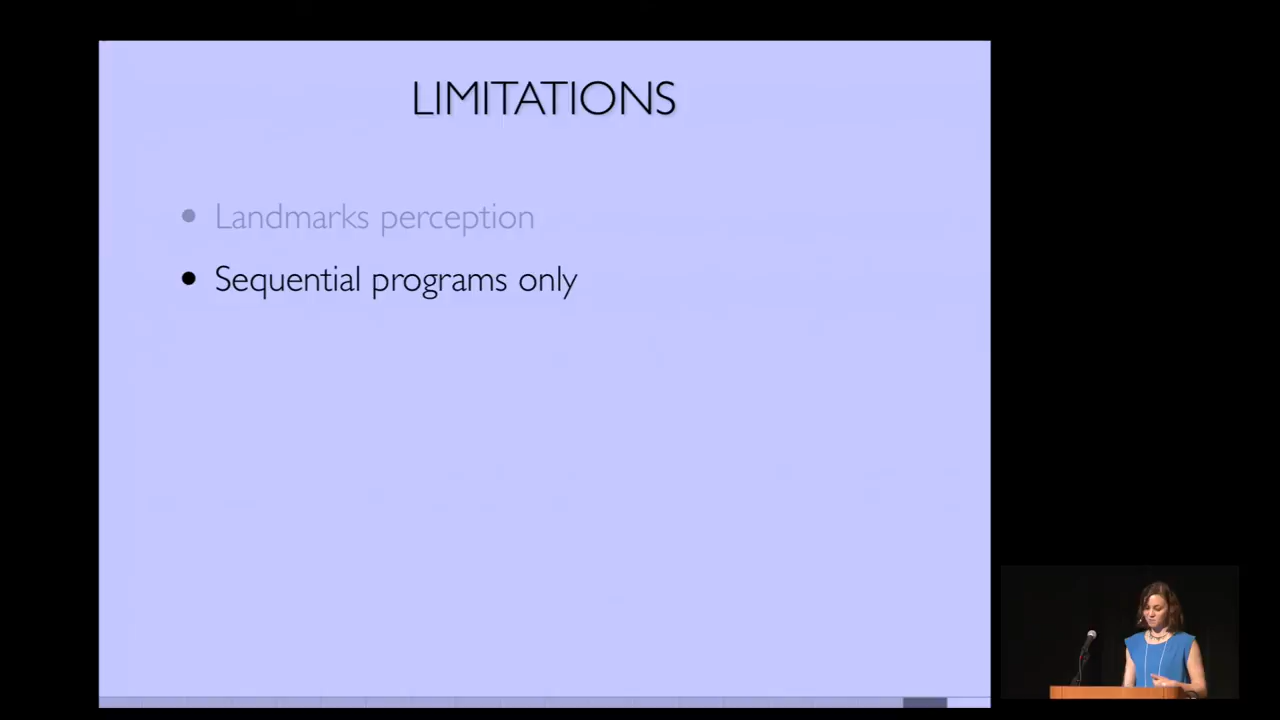 LIMITATIONS
• Landmarks perception
• Sequential programs only